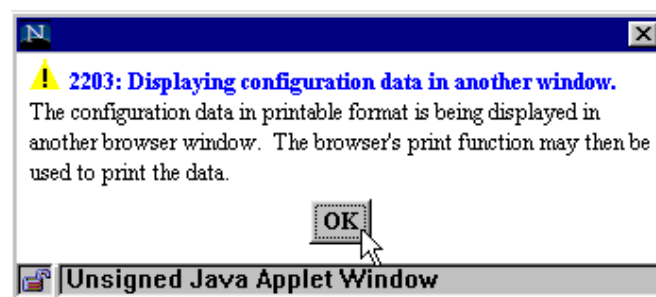 N
2203: Displaying configuration data in another window.
The configuration data in printable format is being displayed in
another browser window. The browser's print function may then be
used to print the data.
OK
Unsigned Java Applet Window